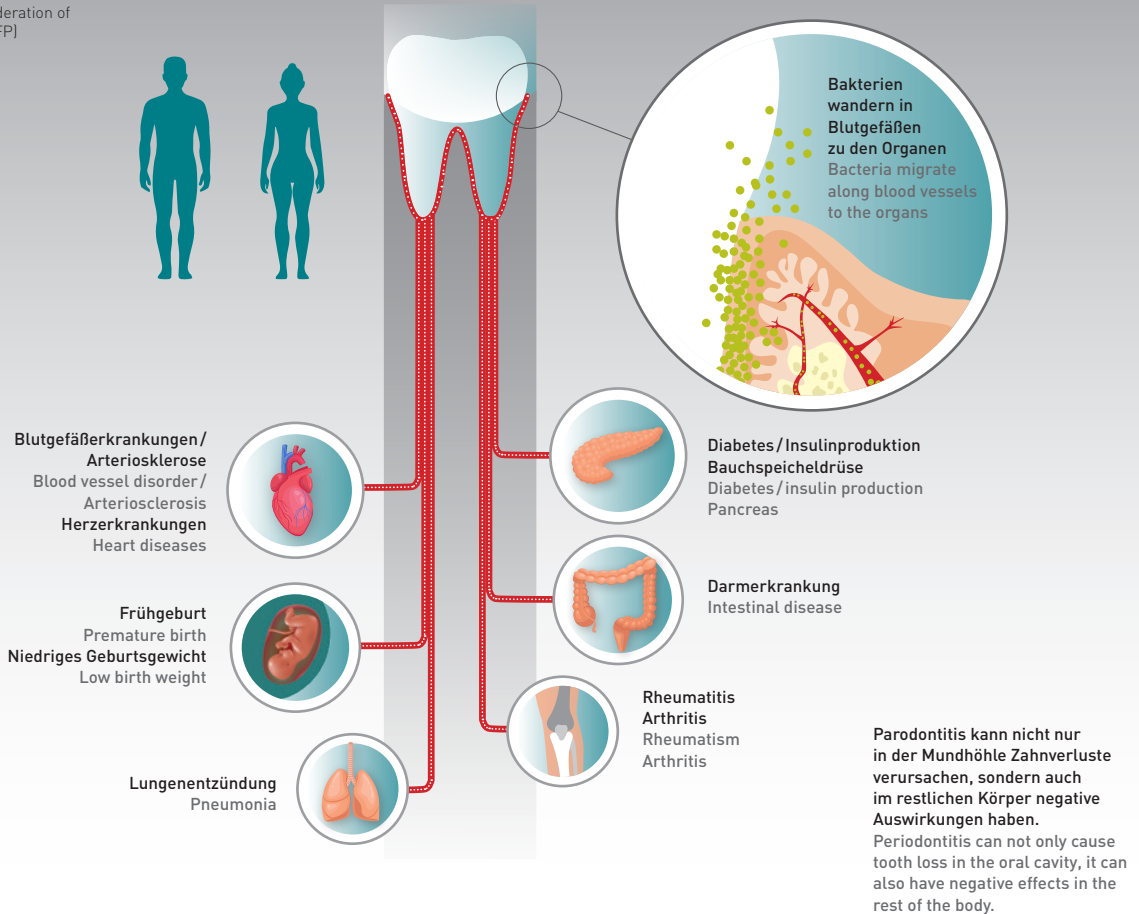 deration of
FP)
Bakterien
wandern in
Blutgefäßen
zu den Organen
Bacteria migrate
along blood vessels
to the organs
Blutgefäßerkrankungen/
Arteriosklerose
Blood vessel disorder/
Arteriosclerosis
Herzerkrankungen
Heart diseases
Frühgeburt
Premature birth
Niedriges Geburtsgewicht
Low birth weight
Lungenentzündung
Pneumonia
Diabetes/Insulinproduktion
Bauchspeicheldrüse
Diabetes/insulin production
Pancreas
Darmerkrankung
Intestinal disease
Rheumatitis
Arthritis
Rheumatism
Arthritis
Parodontitis kann nicht nur
in der Mundhöhle Zahnverluste
verursachen, sondern auch
im restlichen Körper negative
Auswirkungen haben.
Periodontitis can not only cause
tooth loss in the oral cavity, it can
also have negative effects in the
rest of the body.